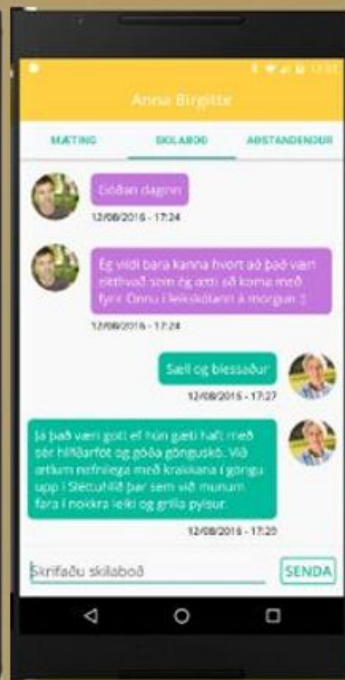 Anna Birgitte
MÆTING
SKILABOÐ
AÐSTANDENDUR
Góðan daginn
12/08/2016 - 17:24
Ég vildi bara kanna hvort að það væri
eitthvað sem ég ætti að koma með
fyrir Önnu í leikskólann á morgun :)
12/08/2016 - 17:24
Sæll og blessaður
12/08/2016 - 17:27
Já það væri gott ef hún gæti haft með
sér hlífðarföt og góða gönguskó. Við
ætlum nefnilega með krakkana í göngu
upp í Sléttuhlíð þar sem við munum
fara í nokkra leiki og grilla pylsur.
12/08/2016 - 17:29
Skrifaðu skilaboð
SENDA